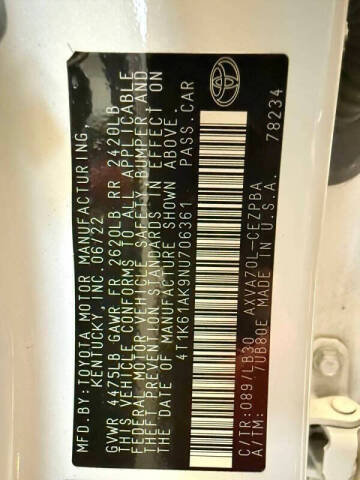 MFD.BY:TOYOTA MOTOR MANUFACTURING,
KENTUCKY, INC. 06/22
GVWR 4475LB GAWR FR 2620LB RR 2420LB
THIS VEHICLE CONFORMS TO ALL APPLICABLE
FEDERAL MOTOR VEHICLE SAFETY BUMPER AND
THEFT PREVENTION STANDARDS IN EFFECT ON
THE DATE OF MANUFACTURE SHOWN ABOVE.
4T1K61AK9NU706361 PASS.CAR
C/TR:089/LB30 AXVA70L-CEZPBA
A/TM: 7UB80E MADE IN U.S.A.
78234